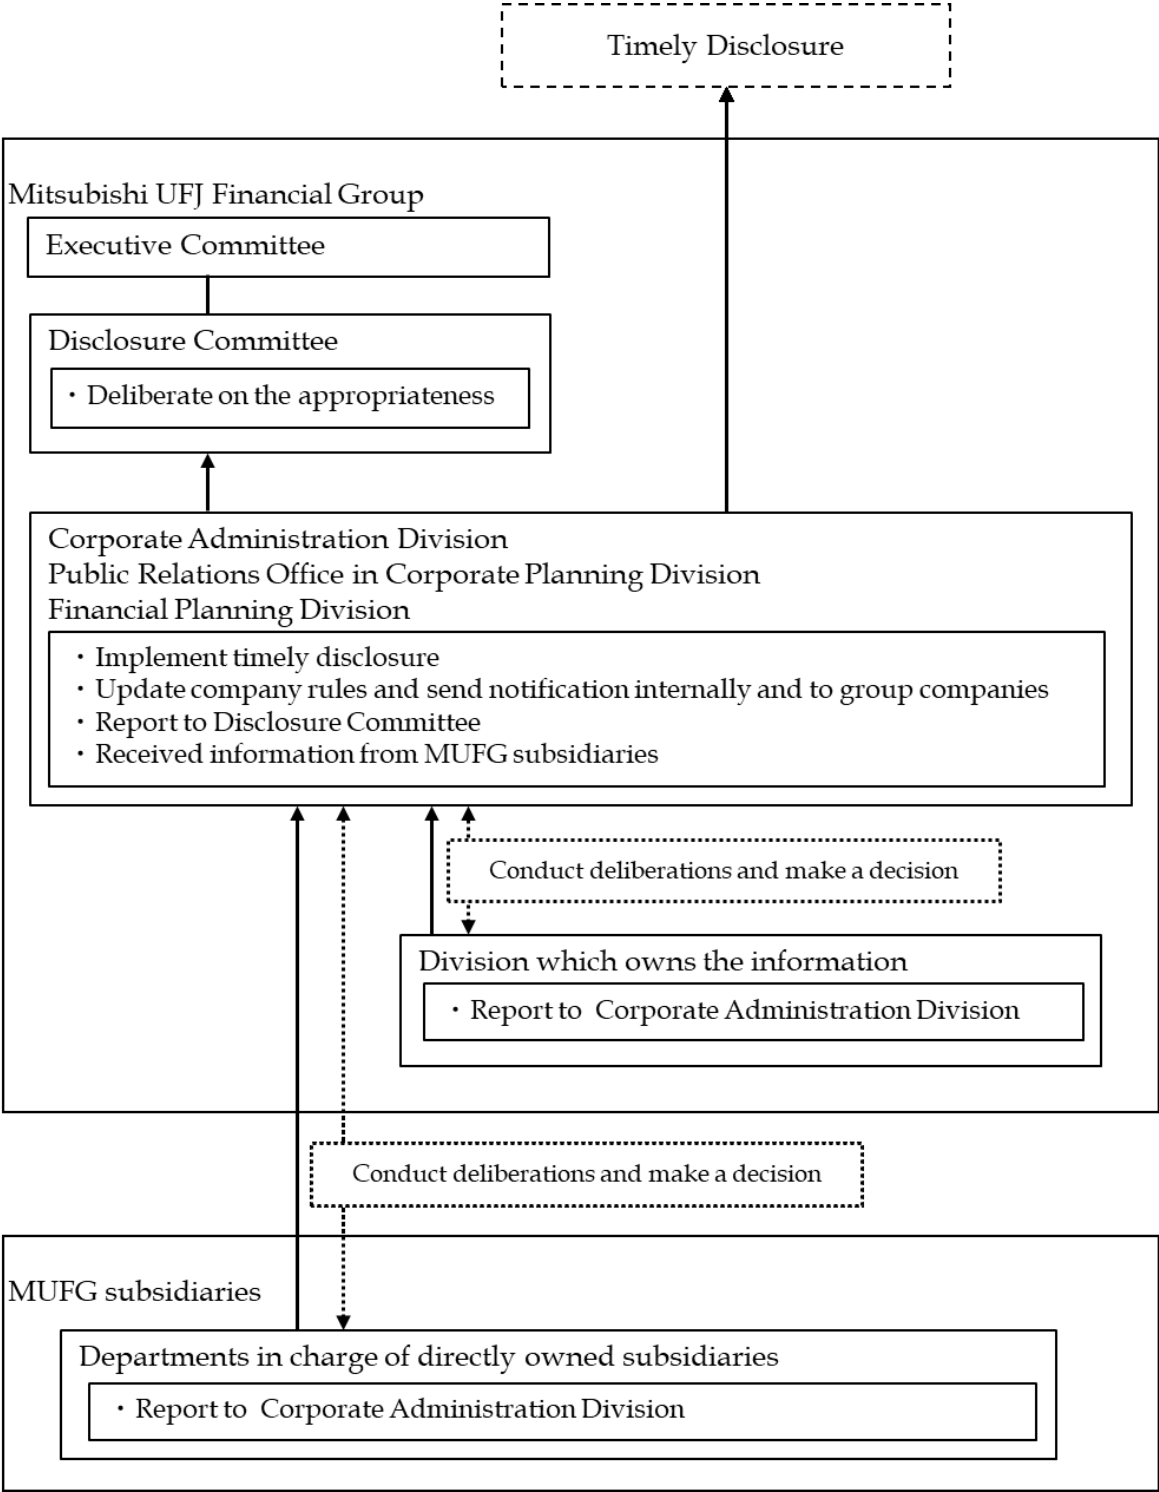 Timely Disclosure
Mitsubishi UFJ Financial Group
Executive Committee
Disclosure Committee
・Deliberate on the appropriateness
Corporate Administration Division
Public Relations Office in Corporate Planning Division
Financial Planning Division
・Implement timely disclosure
・Update company rules and send notification internally and to group companies
・Report to Disclosure Committee
・Received information from MUFG subsidiaries
Conduct deliberations and make a decision
Division which owns the information
・Report to Corporate Administration Division
Conduct deliberations and make a decision
MUFG subsidiaries
Departments in charge of directly owned subsidiaries
・Report to Corporate Administration Division